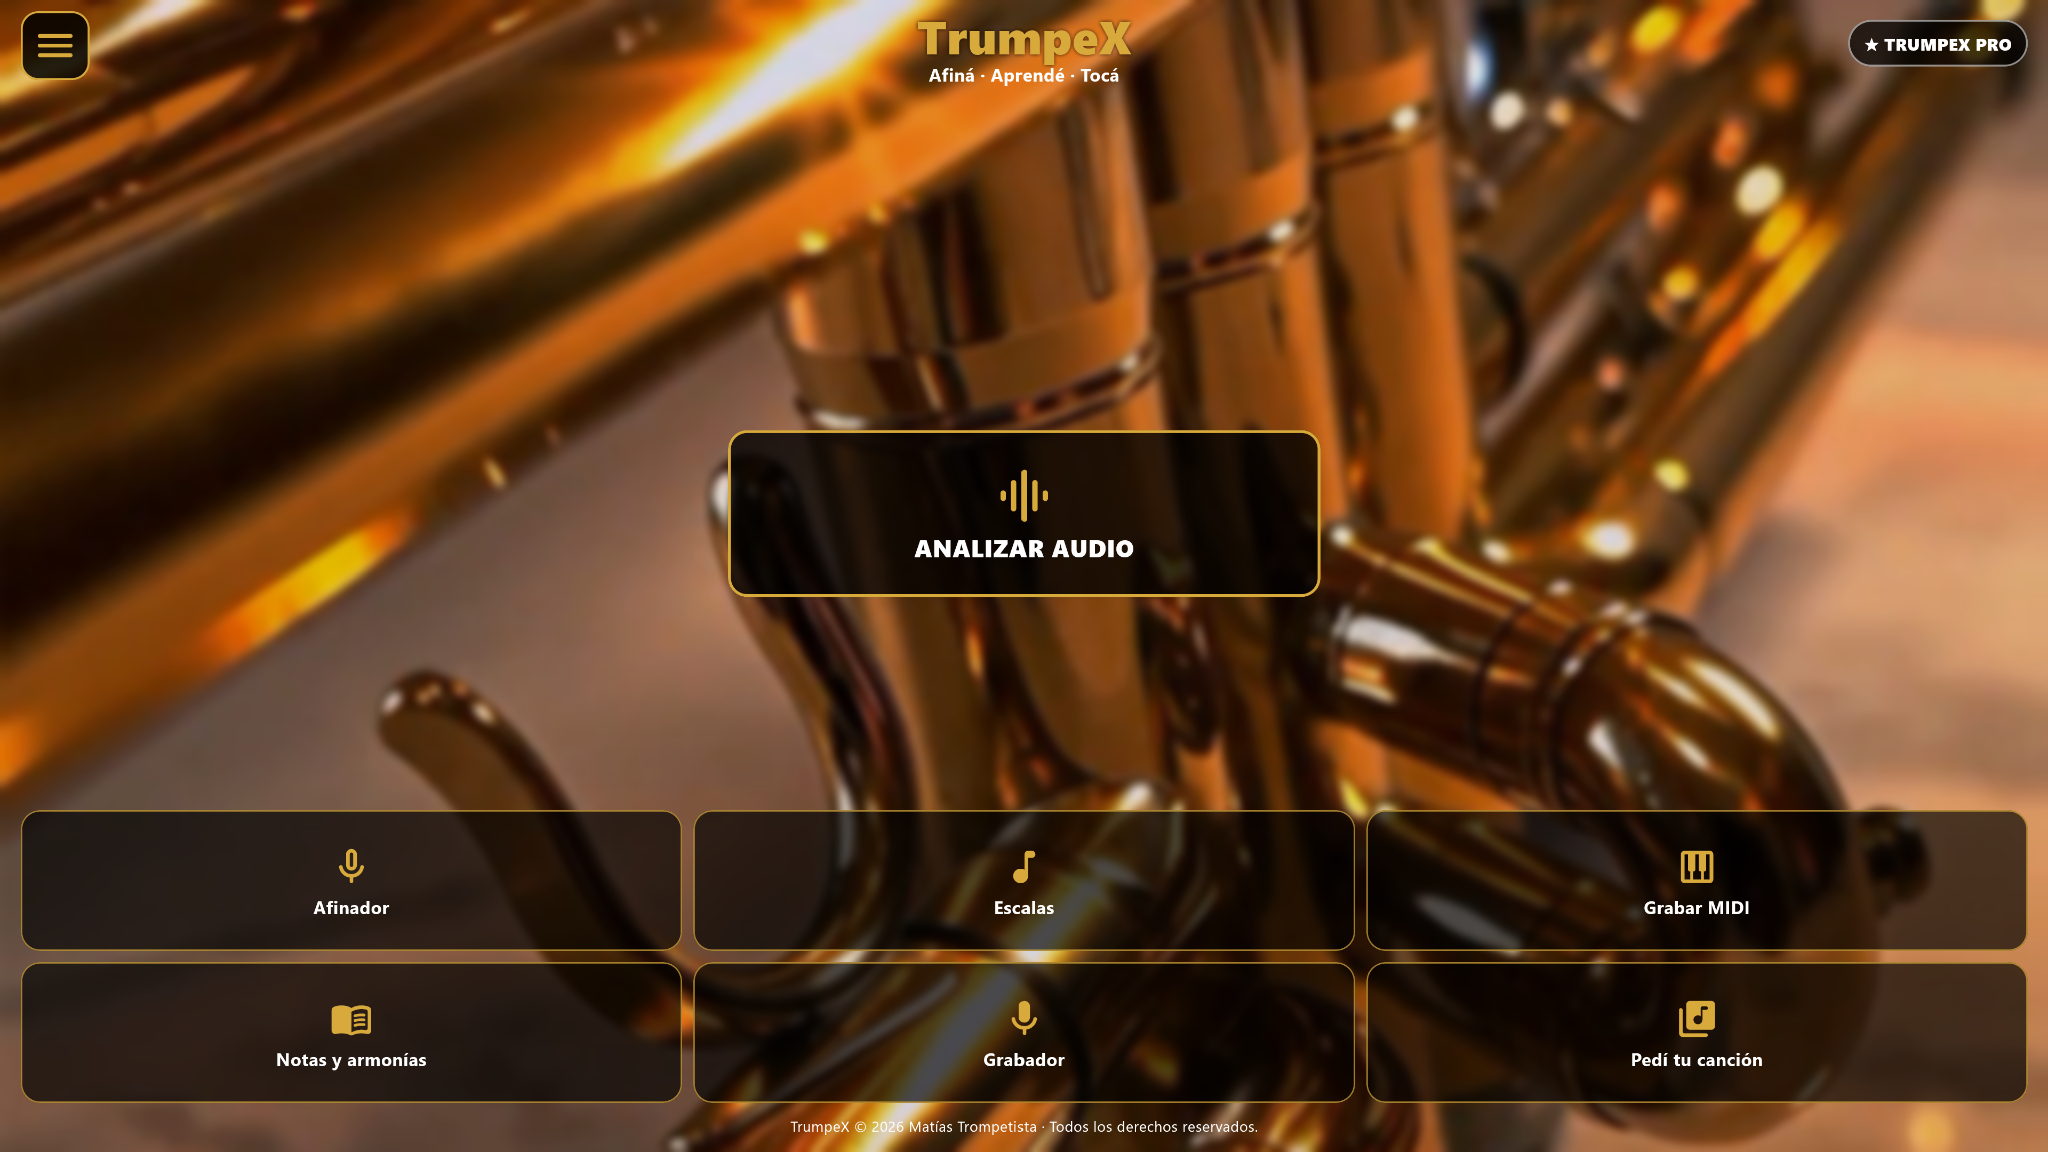 TrumpeX
Afiná · Aprendé · Tocá
★ TRUMPEX PRO
ANALIZAR AUDIO
Afinador
Escalas
Grabar MIDI
Notas y armonías
Grabador
Pedí tu canción
TrumpeX © 2026 Matías Trompetista · Todos los derechos reservados.